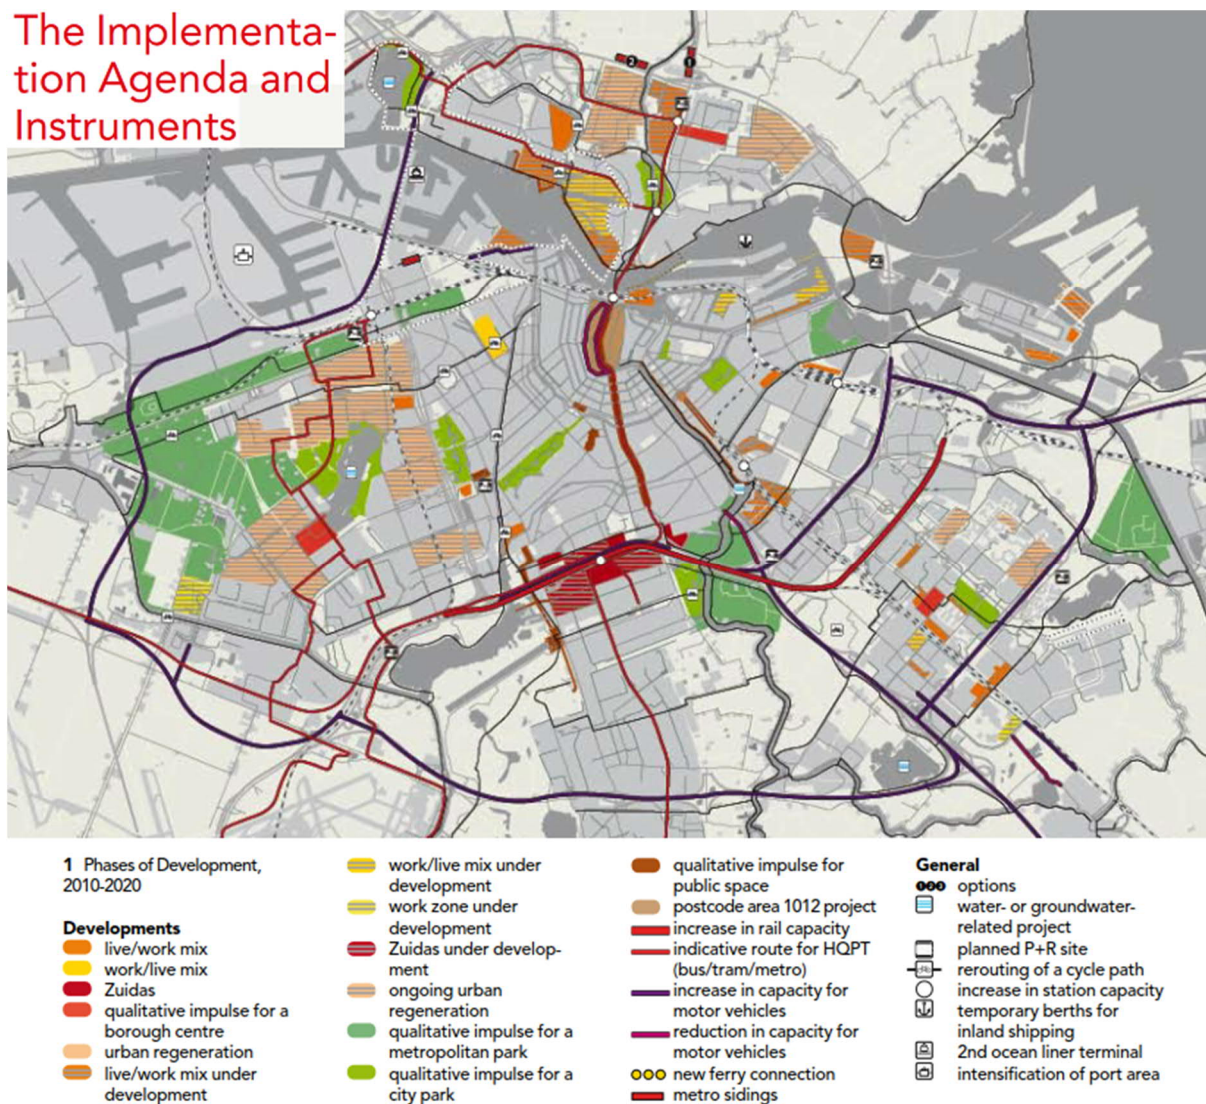 The Implementa-
tion Agenda and
Instruments
2
1
1 Phases of Development,
2010-2020
Developments
live/work mix
work/live mix
Zuidas
qualitative impulse for a
borough centre
urban regeneration
live/work mix under
development
work/live mix under
development
work zone under
development
Zuidas under develop-
ment
ongoing urban
regeneration
qualitative impulse for a
metropolitan park
qualitative impulse for a
city park
qualitative impulse for
public space
postcode area 1012 project
increase in rail capacity
indicative route for HQPT
(bus/tram/metro)
increase in capacity for
motor vehicles
reduction in capacity for
motor vehicles
new ferry connection
metro sidings
General
options
water- or groundwater-
related project
planned P+R site
rerouting of a cycle path
increase in station capacity
temporary berths for
inland shipping
2nd ocean liner terminal
intensification of port area